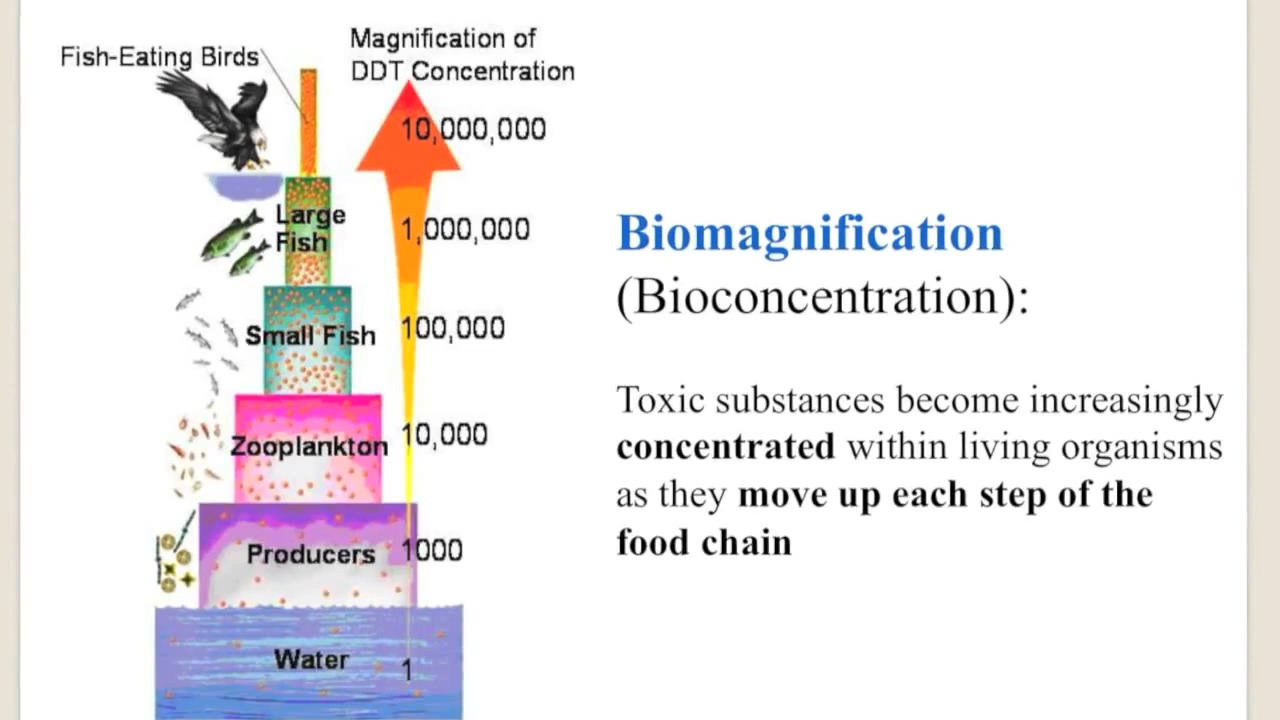 Fish-Eating Birds
Magnification of
DDT Concentration
10,000,000
Large
Fish
1,000,000
Small Fish
100,000
Zooplankton
10,000
Producers
1000
Water
1
Biomagnification
(Bioconcentration):
Toxic substances become increasingly
concentrated within living organisms
as they move up each step of the
food chain